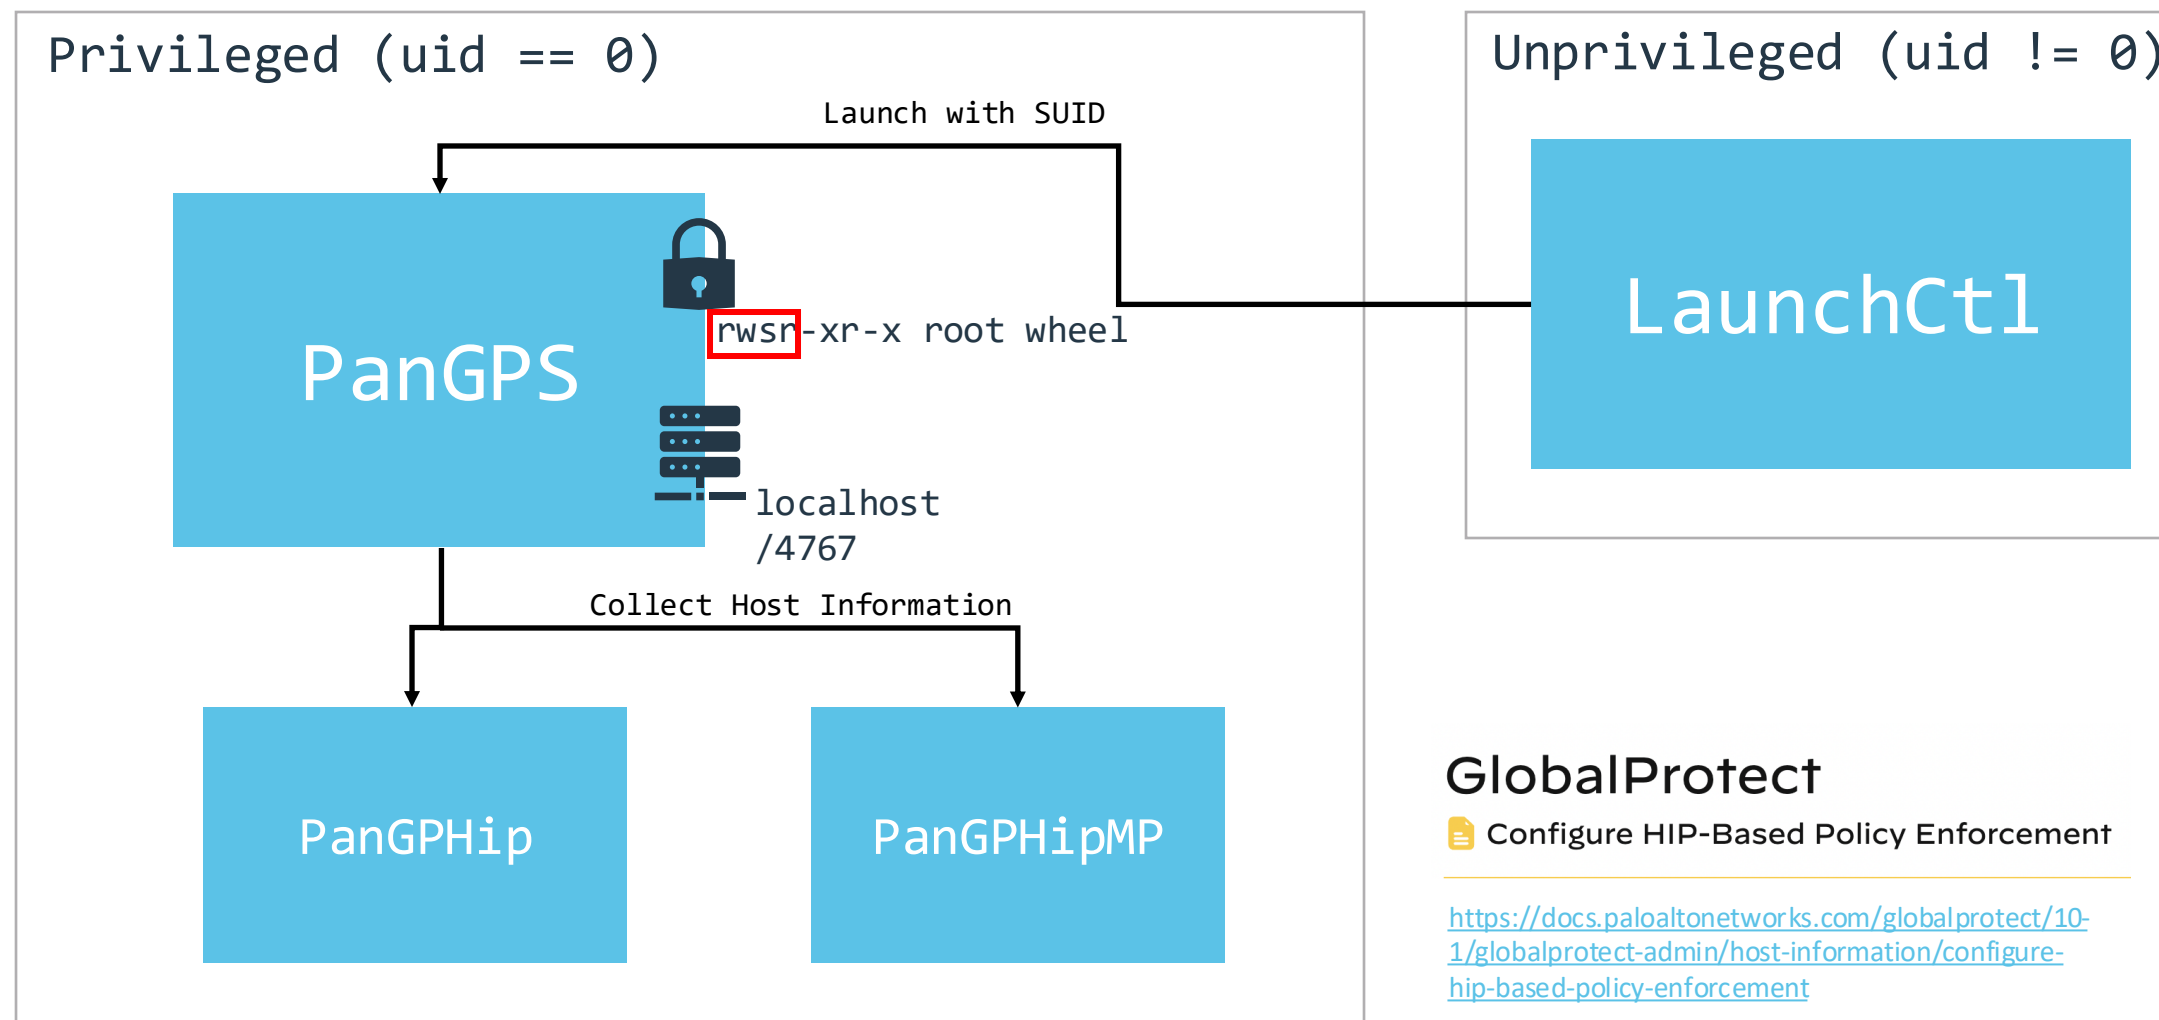 Privileged (uid == 0)
Unprivileged (uid != 0)
Launch with SUID
LaunchCtl
rwsr-xr-x root wheel
PanGPS
localhost
/4767
Collect Host Information
PanGPHip
PanGPHipMP
GlobalProtect
Configure HIP-Based Policy Enforcement
https://docs.paloaltonetworks.com/globalprotect/10-
1/globalprotect-admin/host-information/configure-
hip-based-policy-enforcement